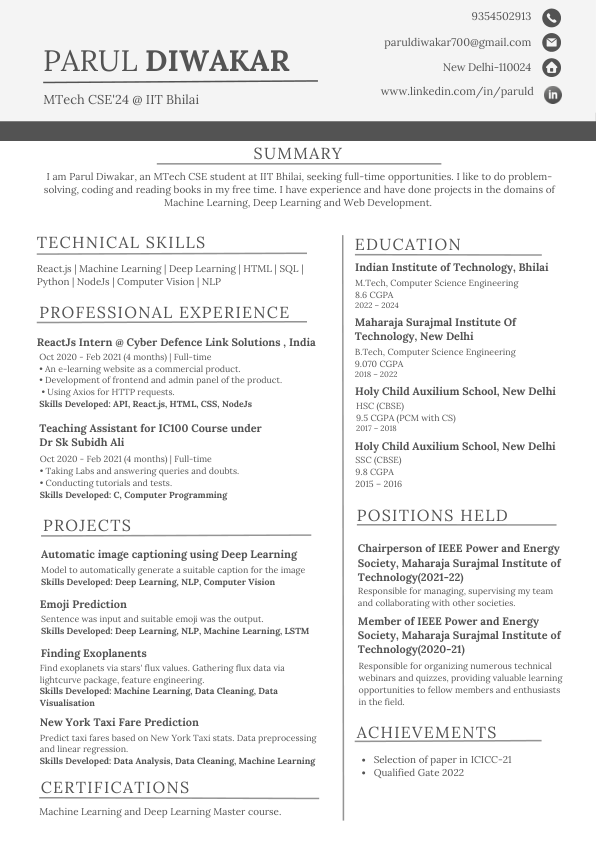 PARUL DIWAKAR
MTech CSE'24 @ IIT Bhilai
9354502913
paruldiwakar700@gmail.com
New Delhi-110024
www.linkedin.com/in/paruld
in
SUMMARY
I am Parul Diwakar, an MTech CSE student at IIT Bhilai, seeking full-time opportunities. I like to do problem-
solving, coding and reading books in my free time. I have experience and have done projects in the domains of
Machine Learning, Deep Learning and Web Development.
TECHNICAL SKILLS
React.js | Machine Learning | Deep Learning | HTML | SQL |
Python | NodeJs | Computer Vision | NLP
PROFESSIONAL EXPERIENCE
ReactJs Intern @ Cyber Defence Link Solutions , India
Oct 2020 - Feb 2021 (4 months) | Full-time
• An e-learning website as a commercial product.
• Development of frontend and admin panel of the product.
• Using Axios for HTTP requests.
Skills Developed: API, React.js, HTML, CSS, NodeJs
Teaching Assistant for IC100 Course under
Dr Sk Subidh Ali
Oct 2020 - Feb 2021 (4 months) | Full-time
• Taking Labs and answering queries and doubts.
• Conducting tutorials and tests.
Skills Developed: C, Computer Programming
PROJECTS
Automatic image captioning using Deep Learning
Model to automatically generate a suitable caption for the image
Skills Developed: Deep Learning, NLP, Computer Vision
Emoji Prediction
Sentence was input and suitable emoji was the output.
Skills Developed: Deep Learning, NLP, Machine Learning, LSTM
Finding Exoplanents
Find exoplanets via stars' flux values. Gathering flux data via
lightcurve package, feature engineering.
Skills Developed: Machine Learning, Data Cleaning, Data
Visualisation
New York Taxi Fare Prediction
Predict taxi fares based on New York Taxi stats. Data preprocessing
and linear regression.
Skills Developed: Data Analysis, Data Cleaning, Machine Learning
CERTIFICATIONS
Machine Learning and Deep Learning Master course.
EDUCATION
Indian Institute of Technology, Bhilai
M.Tech, Computer Science Engineering
8.6 CGPA
2022 – 2024
Maharaja Surajmal Institute Of
Technology, New Delhi
B.Tech, Computer Science Engineering
9.070 CGPA
2018 – 2022
Holy Child Auxilium School, New Delhi
HSC (CBSE)
9.5 CGPA (PCM with CS)
2017 – 2018
Holy Child Auxilium School, New Delhi
SSC (CBSE)
9.8 CGPA
2015 – 2016
POSITIONS HELD
Chairperson of IEEE Power and Energy
Society, Maharaja Surajmal Institute of
Technology(2021-22)
Responsible for managing, supervising my team
and collaborating with other societies.
Member of IEEE Power and Energy
Society, Maharaja Surajmal Institute of
Technology(2020-21)
Responsible for organizing numerous technical
webinars and quizzes, providing valuable learning
opportunities to fellow members and enthusiasts
in the field.
ACHIEVEMENTS
• Selection of paper in ICICC-21
• Qualified Gate 2022